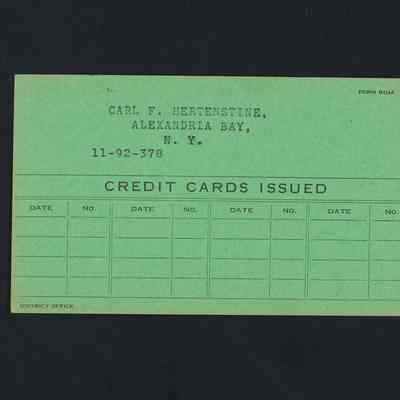 CARL F. HERTENSTINE,
ALEXANDRIA BAY,
N. Y.
11-92-378
CREDIT CARDS ISSUED
DATE NO. DATE NO. DATE NO. DATE NO.
DISTRICT OFFICE